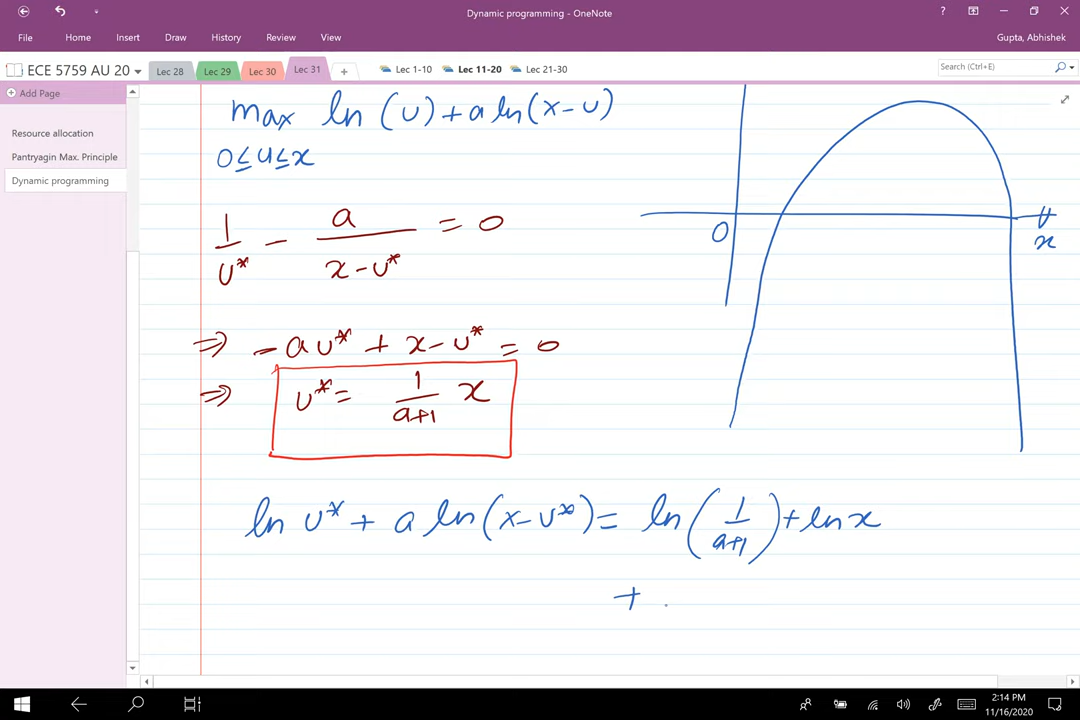 Dynamic programming - OneNote
?
File Home Insert Draw History Review View
Gupta, Abhishek
ECE 5759 AU 20
Lec 28 Lec 29 Lec 30 Lec 31 +
Lec 1-10 Lec 11-20 Lec 21-30
Search (Ctrl+E)
Add Page
Resource allocation
Pantryagin Max. Principle
Dynamic programming
max ln (u) + a ln(x-u)
0≤u≤x
1/u* - a/(x-u*) = 0
⇒ -au* + x-u* = 0
⇒ u* = 1/(a+1) x
0
u
x
ln u* + a ln(x-u*) = ln(1/(a+1)) + ln x
+
2:14 PM
11/16/2020